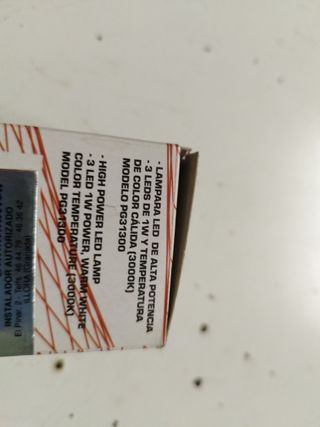 • LAMPARA LED DE ALTA POTENCIA
• 3 LEDS DE 1W Y TEMPERATURA
DE COLOR CÁLIDA (3000K)
MODELO PG31300
• HIGH POWER LED LAMP
• 3 LED 1W POWER, WARM WHITE
COLOR TEMPERATURE (3000K)
MODEL PG31300
INSTALADOR AUTORIZADO